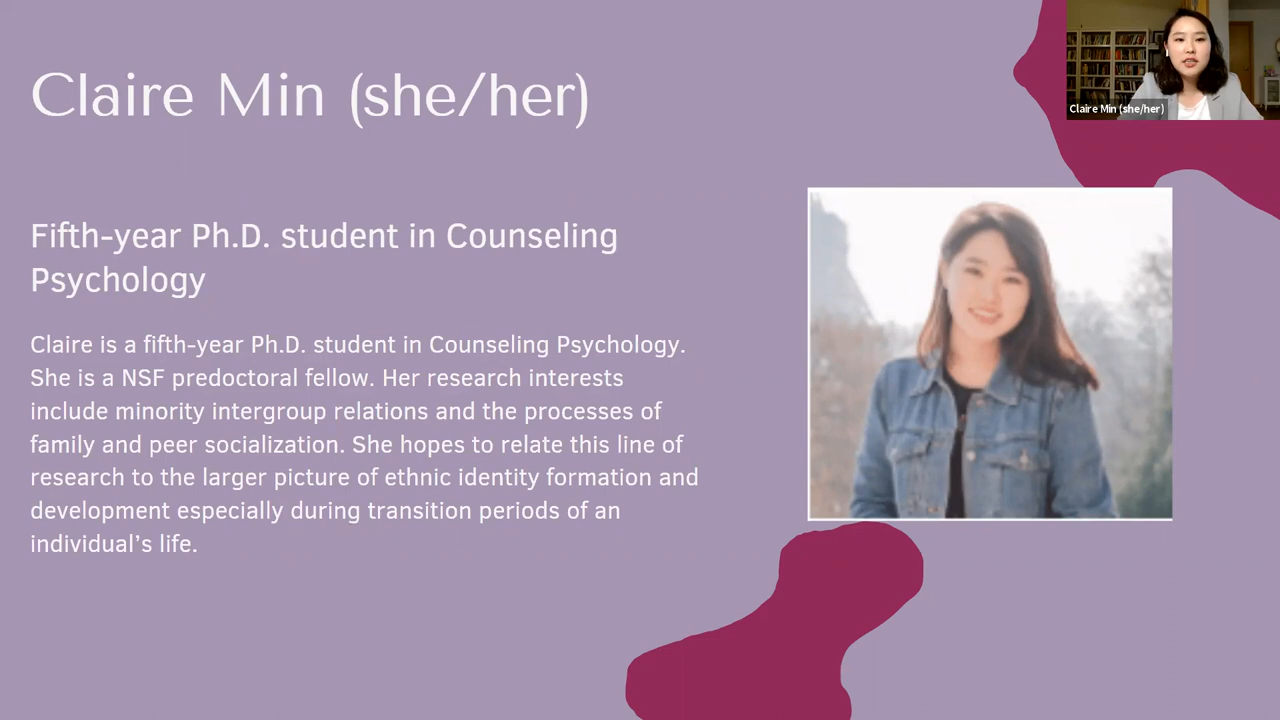 Claire Min (she/her)
Claire Min (she/her)
Fifth-year Ph.D. student in Counseling
Psychology
Claire is a fifth-year Ph.D. student in Counseling Psychology.
She is a NSF predoctoral fellow. Her research interests
include minority intergroup relations and the processes of
family and peer socialization. She hopes to relate this line of
research to the larger picture of ethnic identity formation and
development especially during transition periods of an
individual's life.